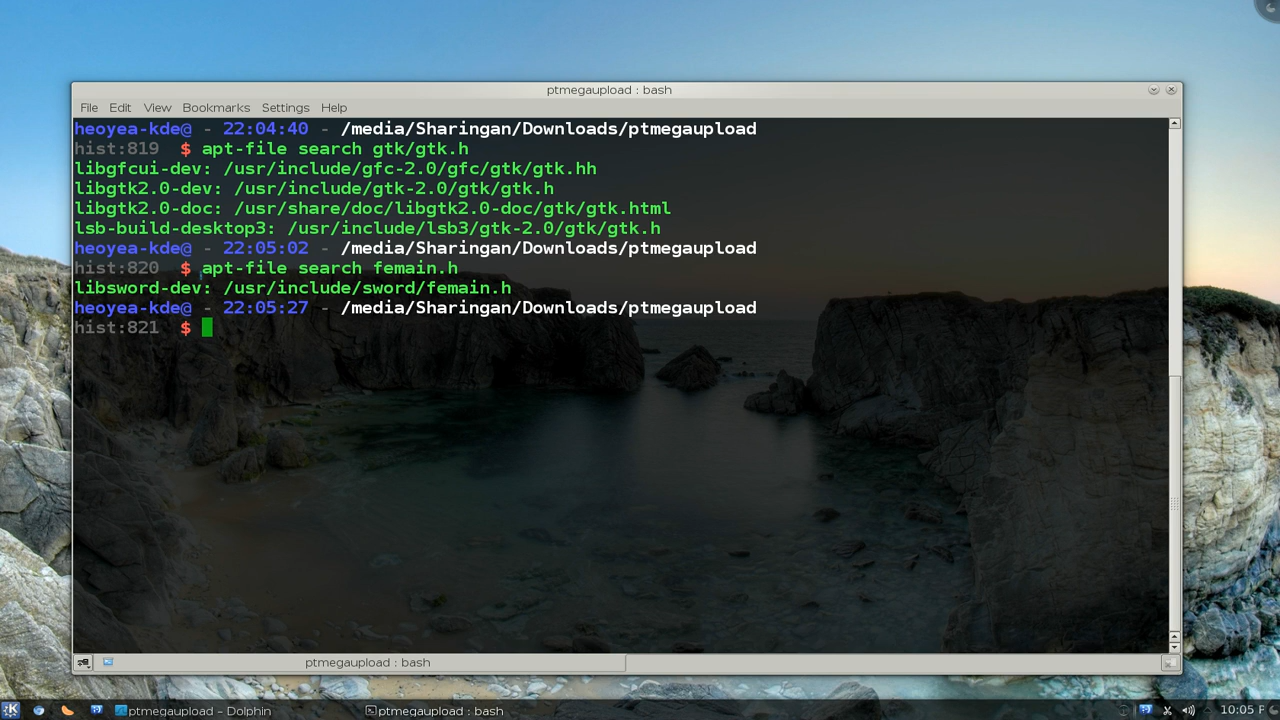 ptmegaupload : bash
File Edit View Bookmarks Settings Help
heoyea-kde@ - 22:04:40 - /media/Sharingan/Downloads/ptmegaupload
hist:819 $ apt-file search gtk/gtk.h
libgfcui-dev: /usr/include/gfc-2.0/gfc/gtk/gtk.hh
libgtk2.0-dev: /usr/include/gtk-2.0/gtk/gtk.h
libgtk2.0-doc: /usr/share/doc/libgtk2.0-doc/gtk/gtk.html
lsb-build-desktop3: /usr/include/lsb3/gtk-2.0/gtk/gtk.h
heoyea-kde@ - 22:05:02 - /media/Sharingan/Downloads/ptmegaupload
hist:820 $ apt-file search femain.h
libsword-dev: /usr/include/sword/femain.h
heoyea-kde@ - 22:05:27 - /media/Sharingan/Downloads/ptmegaupload
hist:821 $
ptmegaupload : bash
ptmegaupload – Dolphin ptmegaupload : bash 10:05 P